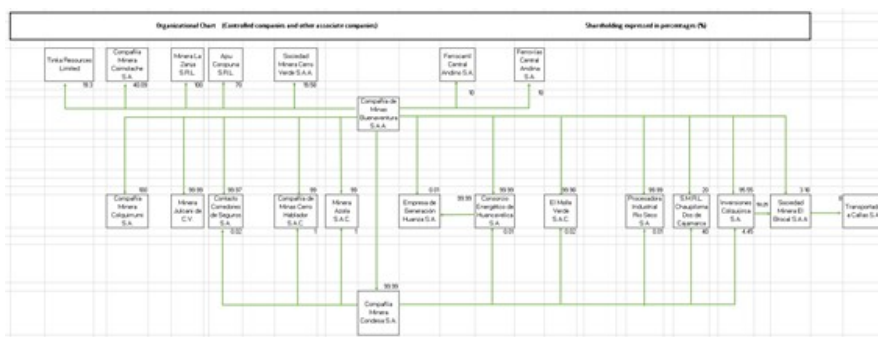 Organizational Chart (Controlled companies and other associate companies) Shareholding expressed in percentages (%)
Tinka Resources
Limited
19.3
Compañia
Minera
Coimolache
S.A.
40.09
Minera La
Zanja
S.R.L.
100
Apu
Coropuna
S.R.L.
70
Sociedad
Minera Cerro
Verde S.A.A.
19.58
Ferrocarril
Central
Andino S.A.
10
Ferrovías
Central
Andina
S.A.
10
Compañía de
Minas
Buenaventura
S.A.A.
100
Compañía
Minera
Colquirrumi
S.A.
99.99
Minera
Julcani de
C.V.
99.97
Contacto
Corredores
de Seguros
S.A.
0.02
99
Compañía de
Minas Cerro
Hablador
S.A.C.
1
99
Minera
Azola
S.A.C.
1
0.01
Empresa de
Generación
Huanza S.A.
99.99
99.99
Consorcio
Energético de
Huancavelica
S.A.
0.01
99.98
El Molle
Verde
S.A.C.
0.02
99.99
Procesadora
Industrial
Río Seco S.A.
0.01
20
S.M.R.L.
Chaupiloma
Dos de
Cajamarca
40
95.55
Inversiones
Colquijirca
S.A.
4.45
3.18
Sociedad
Minera El
Brocal S.A.A.
8
Transportador
a Callao S.A.
99.99
Compañía
Minera
Condesa S.A.